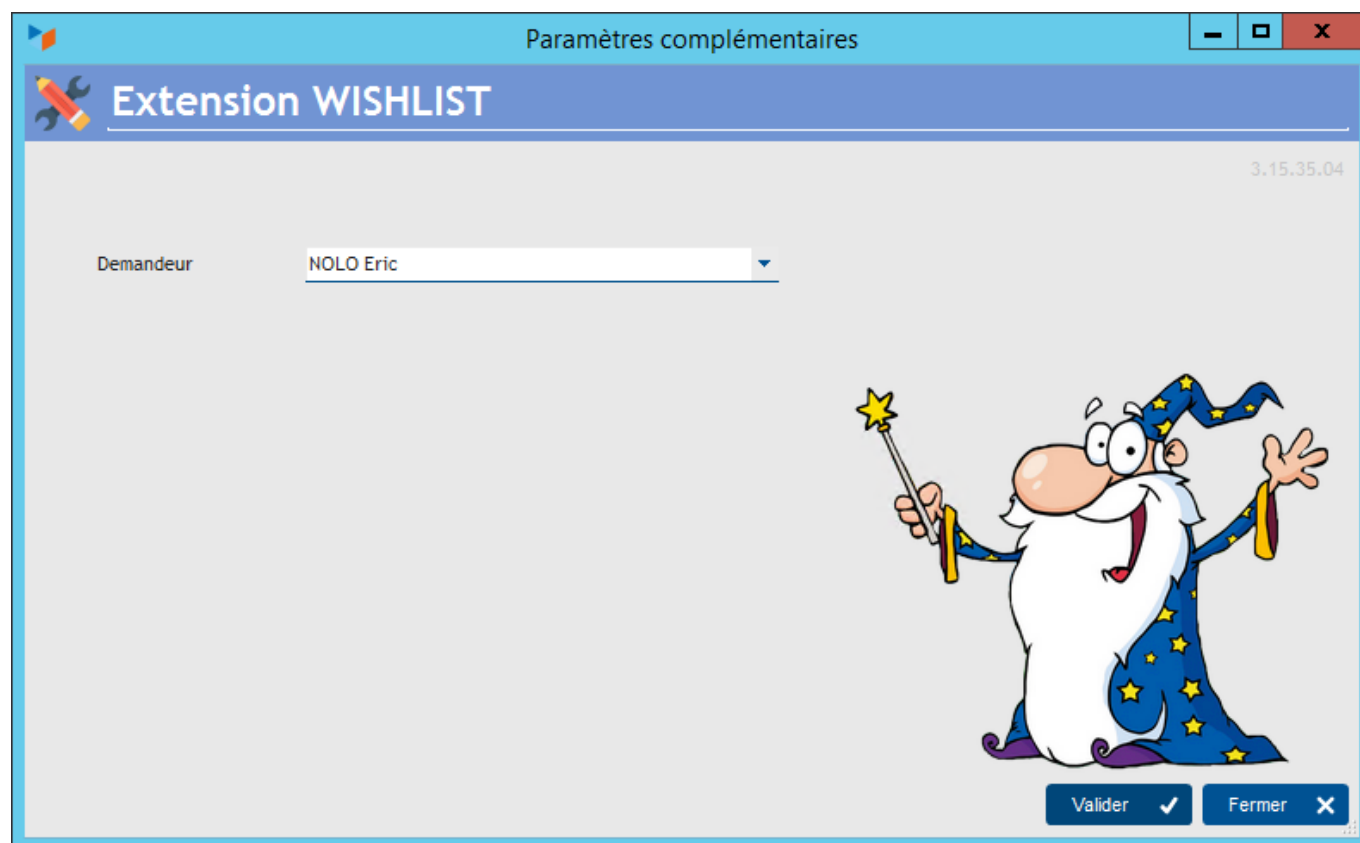 Paramètres complémentaires
Extension WISHLIST
3.15.35.04
Demandeur NOLO Eric
Valider Fermer